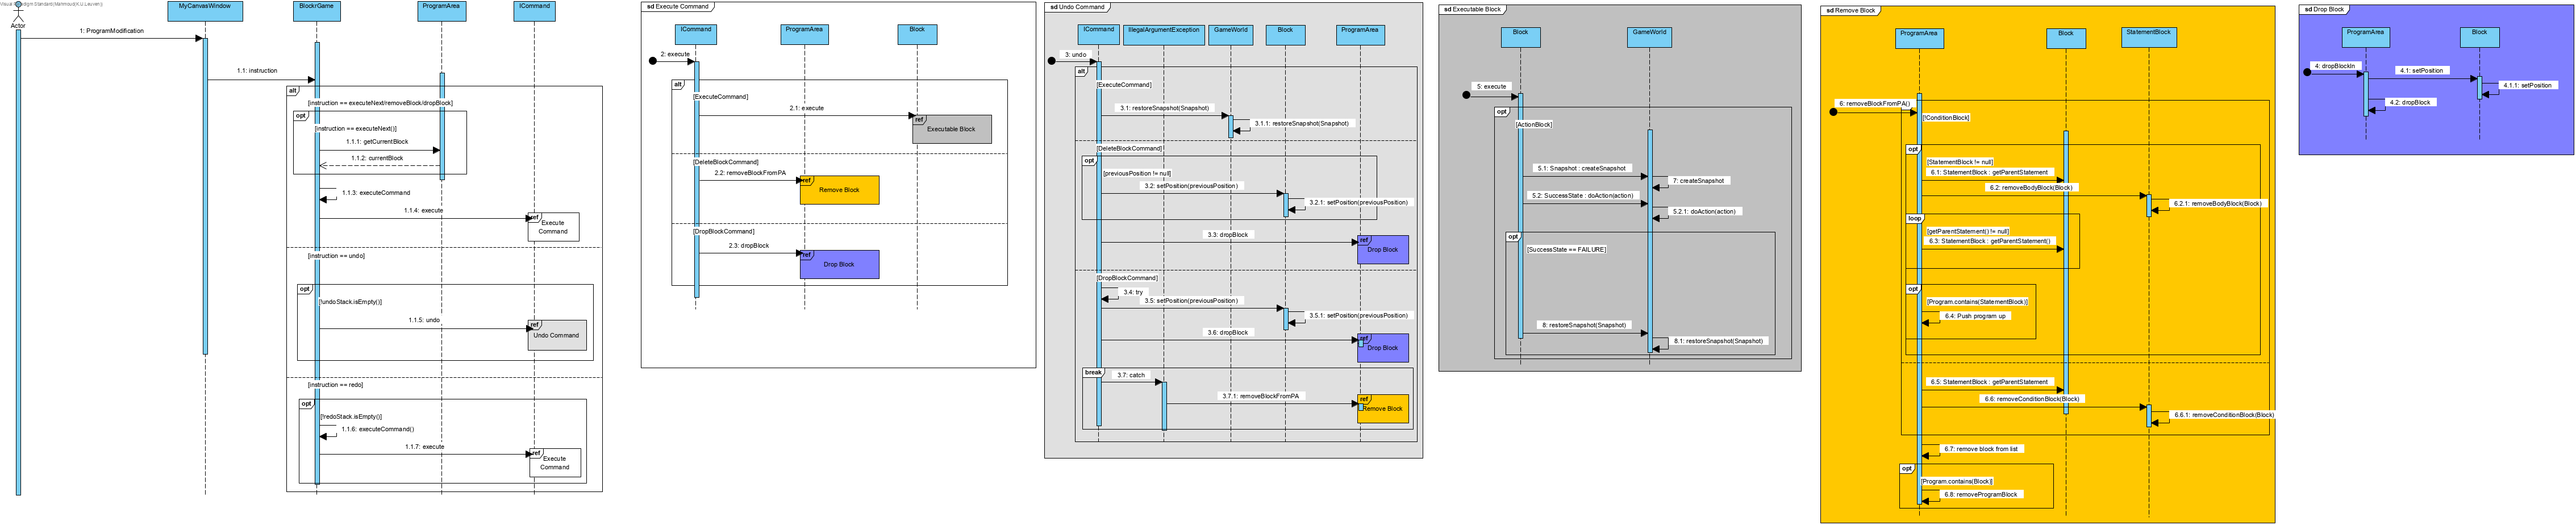 Visual Paradigm Standard(Mahmoud(K.U.Leuven))
Actor
MyCanvasWindow
BlockrGame
ProgramArea
ICommand
1: ProgramModification
1.1: instruction
alt
[instruction == executeNext/removeBlock/dropBlock]
opt
[instruction == executeNext()]
1.1.1: getCurrentBlock
1.1.2: currentBlock
1.1.3: executeCommand
1.1.4: execute
ref
Execute
Command
[instruction == undo]
opt
[!undoStack.isEmpty()]
1.1.5: undo
ref
Undo Command
[instruction == redo]
opt
[!redoStack.isEmpty()]
1.1.6: executeCommand()
1.1.7: execute
ref
Execute
Command
sd Execute Command
ICommand
ProgramArea
Block
2: execute
alt
[ExecuteCommand]
2.1: execute
ref
Executable Block
[DeleteBlockCommand]
2.2: removeBlockFromPA
ref
Remove Block
[DropBlockCommand]
2.3: dropBlock
ref
Drop Block
sd Undo Command
ICommand
IllegalArgumentException
GameWorld
Block
ProgramArea
3: undo
alt
[ExecuteCommand]
3.1: restoreSnapshot(Snapshot)
3.1.1: restoreSnapshot(Snapshot)
[DeleteBlockCommand]
opt
[previousPosition != null]
3.2: setPosition(previousPosition)
3.2.1: setPosition(previousPosition)
3.3: dropBlock
ref
Drop Block
[DropBlockCommand]
3.4: try
3.5: setPosition(previousPosition)
3.5.1: setPosition(previousPosition)
3.6: dropBlock
ref
Drop Block
break
3.7: catch
3.7.1: removeBlockFromPA
ref
Remove Block
sd Executable Block
Block
GameWorld
5: execute
opt
[ActionBlock]
5.1: Snapshot : createSnapshot
7: createSnapshot
5.2: SuccessState : doAction(action)
5.2.1: doAction(action)
opt
[SuccessState == FAILURE]
8: restoreSnapshot(Snapshot)
8.1: restoreSnapshot(Snapshot)
sd Remove Block
ProgramArea
Block
StatementBlock
6: removeBlockFromPA()
[!ConditionBlock]
opt
[StatementBlock != null]
6.1: StatementBlock : getParentStatement
6.2: removeBodyBlock(Block)
6.2.1: removeBodyBlock(Block)
loop
[getParentStatement() != null]
6.3: StatementBlock : getParentStatement()
opt
[Program.contains(StatementBlock)]
6.4: Push program up
6.5: StatementBlock : getParentStatement
6.6: removeConditionBlock(Block)
6.6.1: removeConditionBlock(Block)
6.7: remove block from list
opt
[Program.contains(Block)]
6.8: removeProgramBlock
sd Drop Block
ProgramArea
Block
4: dropBlockIn
4.1: setPosition
4.1.1: setPosition
4.2: dropBlock